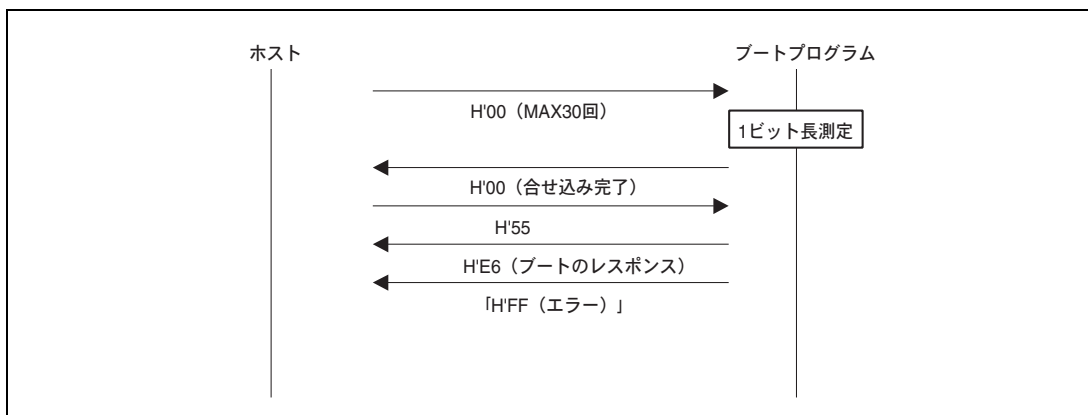 ホスト
ブートプログラム
H'00（MAX30回）
1ビット長測定
H'00（合せ込み完了）
H'55
H'E6（ブートのレスポンス）
「H'FF（エラー）」